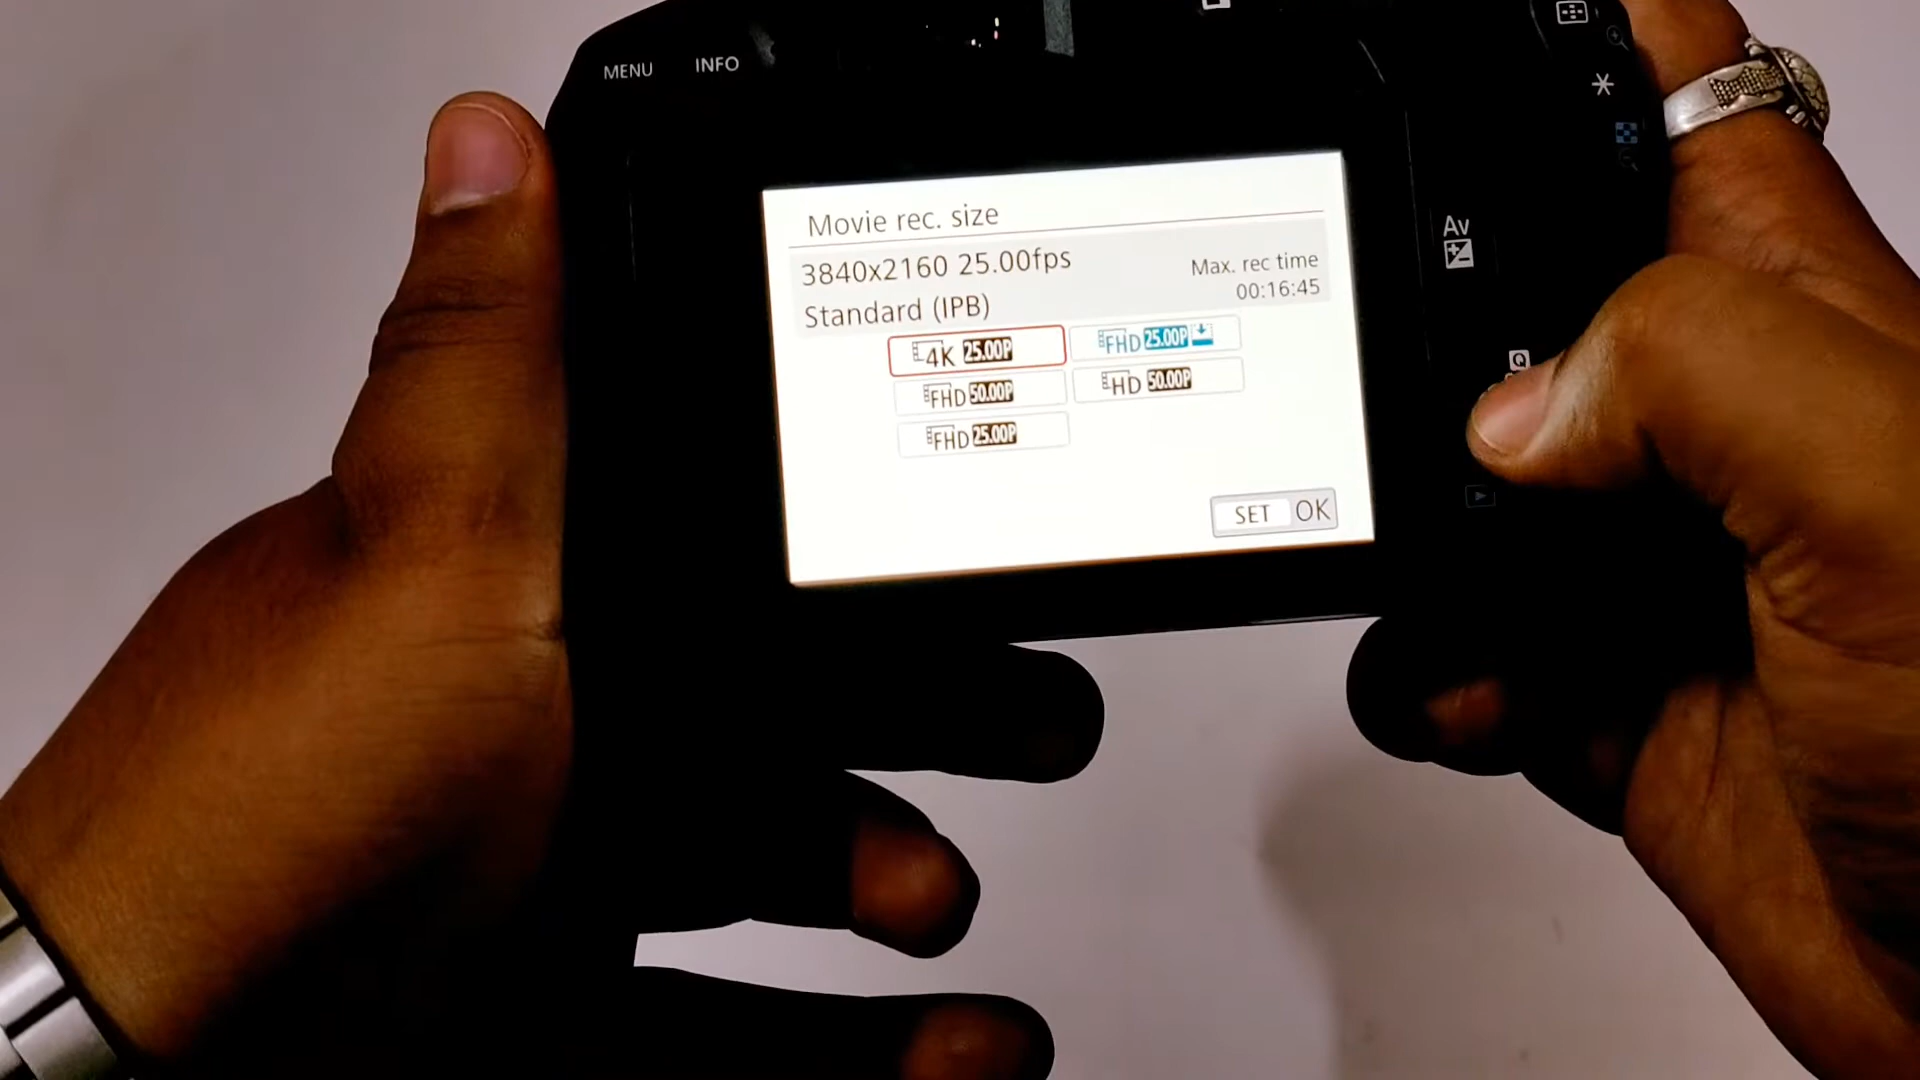 MENU INFO
Av
Q
Movie rec. size
3840x2160 25.00fps
Standard (IPB)
Max. rec time
00:16:45
4K 25.00P
FHD 25.00P
FHD 50.00P
HD 50.00P
FHD 25.00P
SET OK